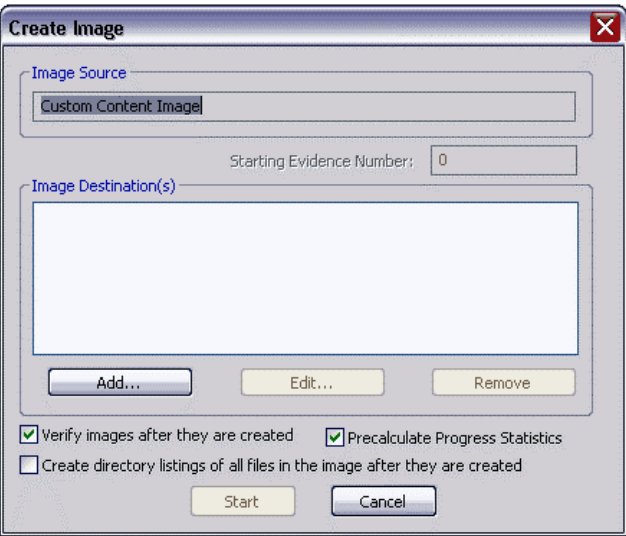 Create Image
Image Source
Custom Content Image
Starting Evidence Number: 0
Image Destination(s)
Add... Edit... Remove
Verify images after they are created Precalculate Progress Statistics
Create directory listings of all files in the image after they are created
Start Cancel